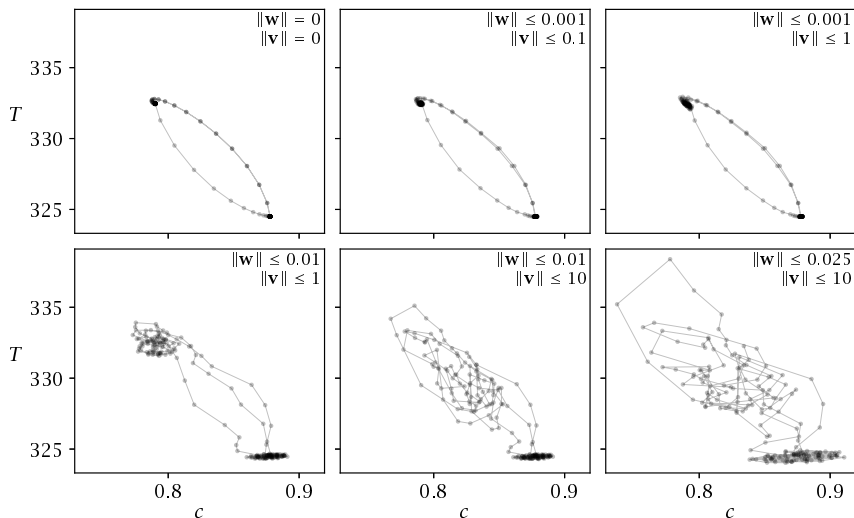 ‖w‖ = 0
‖v‖ = 0
‖w‖ ≤ 0.001
‖v‖ ≤ 0.1
‖w‖ ≤ 0.001
‖v‖ ≤ 1
335
T
330
325
‖w‖ ≤ 0.01
‖v‖ ≤ 1
‖w‖ ≤ 0.01
‖v‖ ≤ 10
‖w‖ ≤ 0.025
‖v‖ ≤ 10
335
T
330
325
0.8 0.9 0.8 0.9 0.8 0.9
c c c